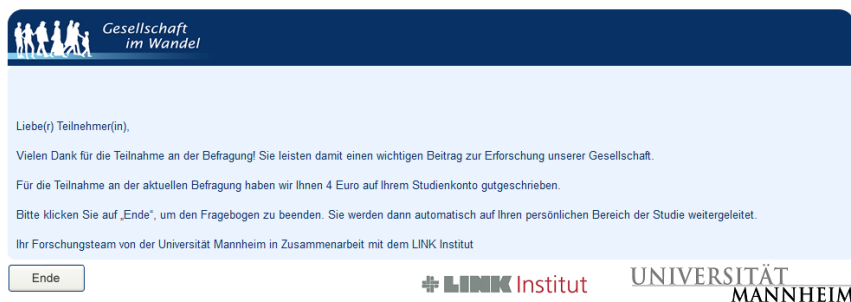 Gesellschaft
im Wandel
Liebe(r) Teilnehmer(in),
Vielen Dank für die Teilnahme an der Befragung! Sie leisten damit einen wichtigen Beitrag zur Erforschung unserer Gesellschaft.
Für die Teilnahme an der aktuellen Befragung haben wir Ihnen 4 Euro auf Ihrem Studienkonto gutgeschrieben.
Bitte klicken Sie auf „Ende“, um den Fragebogen zu beenden. Sie werden dann automatisch auf Ihren persönlichen Bereich der Studie weitergeleitet.
Ihr Forschungsteam von der Universität Mannheim in Zusammenarbeit mit dem LINK Institut
Ende
LINK Institut
UNIVERSITÄT
MANNHEIM